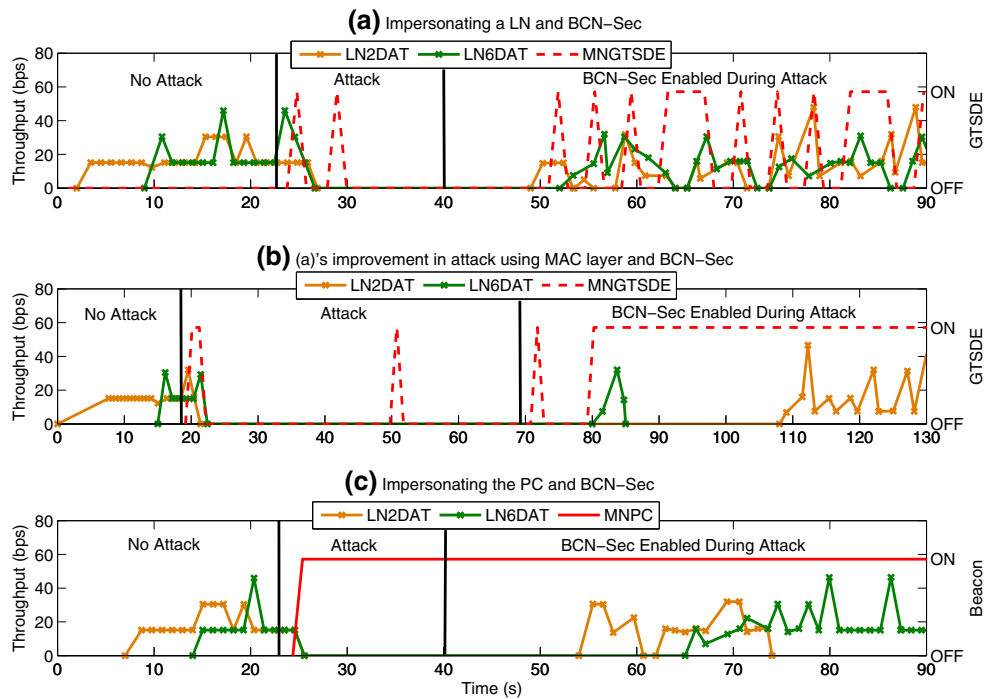 (a) Impersonating a LN and BCN−Sec
LN2DAT LN6DAT MNGTSDE
No Attack
Attack
BCN−Sec Enabled During Attack
Throughput (bps)
80
60
40
20
0
ON
OFF
GTSDE
0 10 20 30 40 50 60 70 80 90
(b) (a)'s improvement in attack using MAC layer and BCN−Sec
LN2DAT LN6DAT MNGTSDE
No Attack
Attack
BCN−Sec Enabled During Attack
Throughput (bps)
80
60
40
20
0
ON
OFF
GTSDE
0 10 20 30 40 50 60 70 80 90 100 110 120 130
(c) Impersonating the PC and BCN−Sec
LN2DAT LN6DAT MNPC
No Attack
Attack
BCN−Sec Enabled During Attack
Throughput (bps)
80
60
40
20
0
ON
OFF
Beacon
0 10 20 30 40 50 60 70 80 90
Time (s)